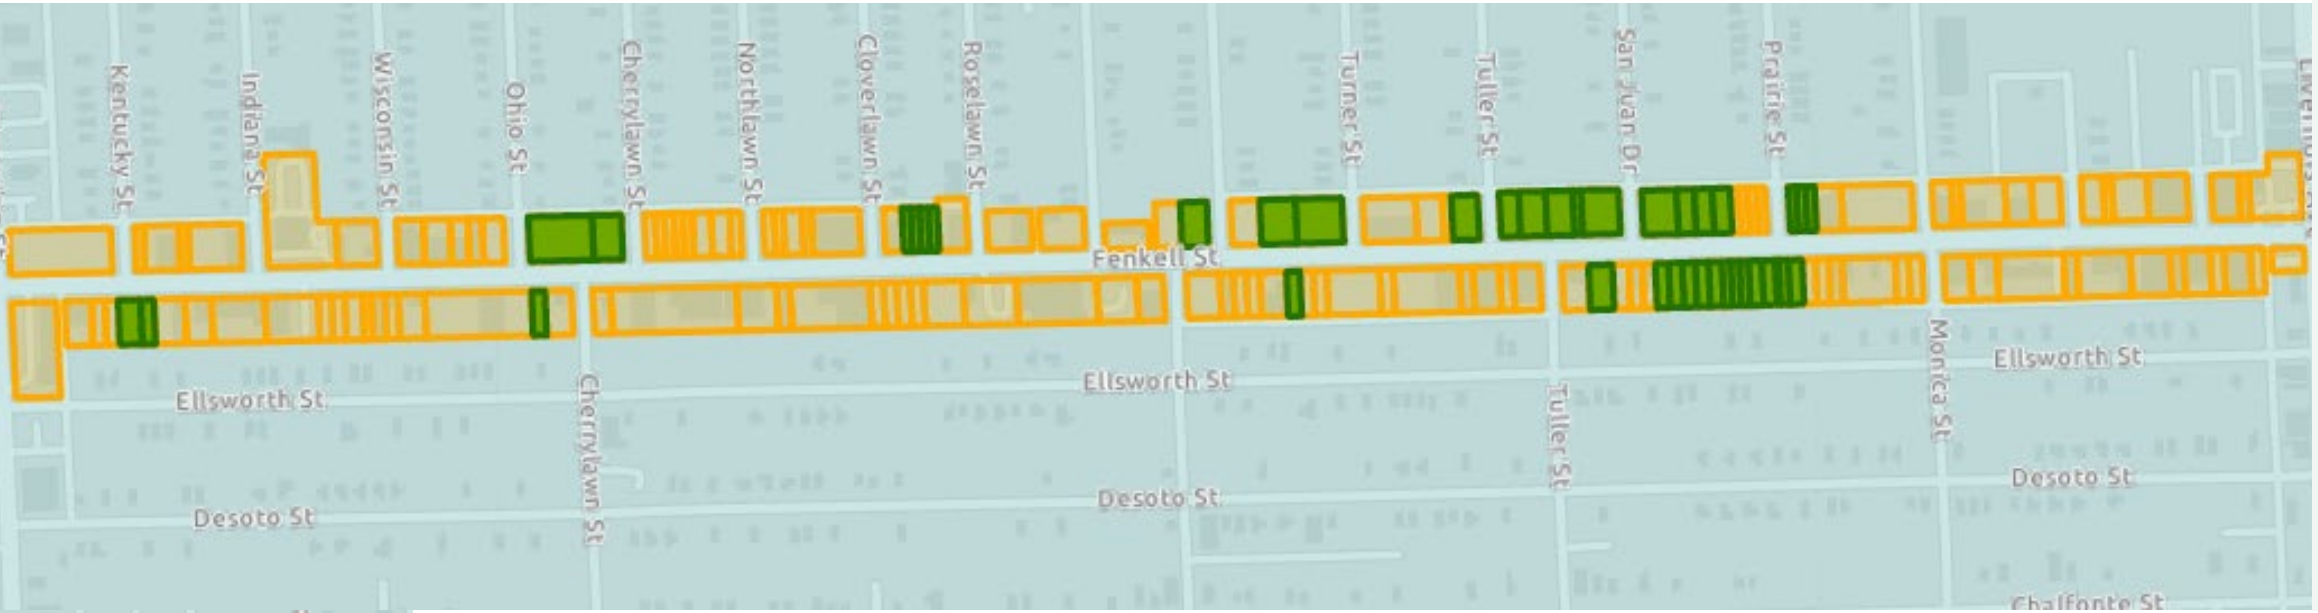 Kentucky St
Indiana St
Wisconsin St
Ohio St
Cherrylawn St
Northlawn St
Cloverlawn St
Roselawn St
Turner St
Tuller St
San Juan Dr
Prairie St
Fenkell St
Ellsworth St
Ellsworth St
Ellsworth St
Cherrylawn St
Tuller St
Monica St
Desoto St
Desoto St
Desoto St
Chalfonte St